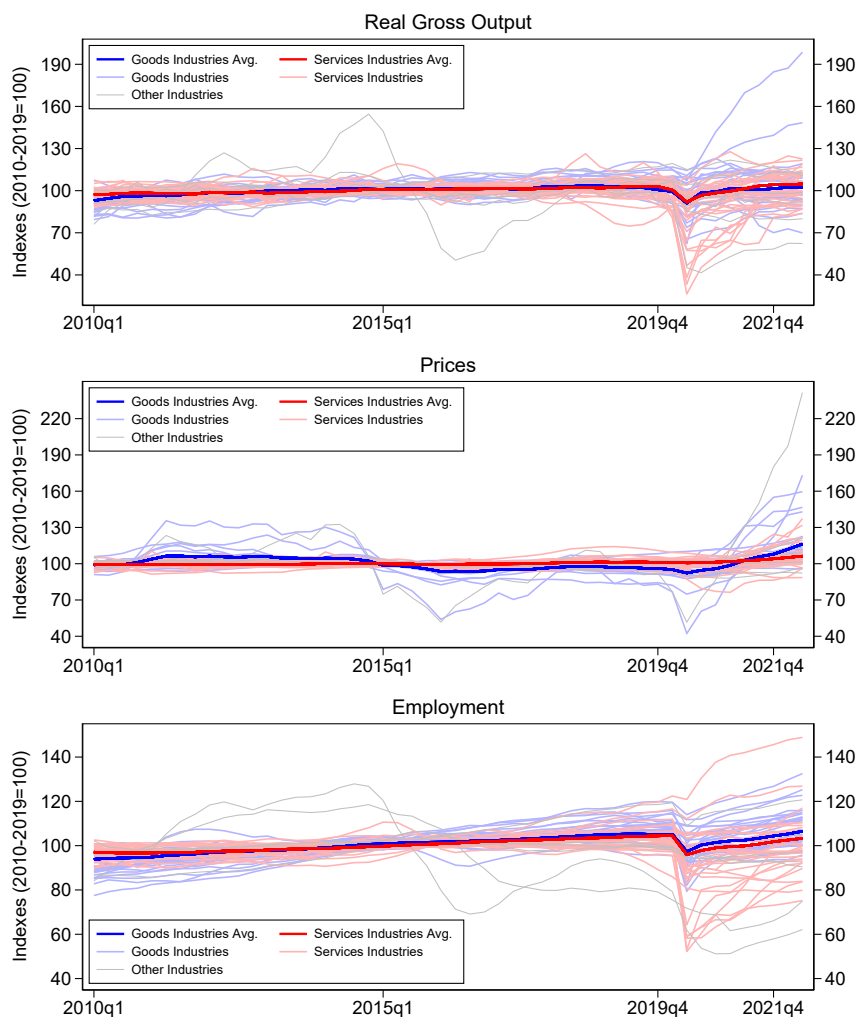 Real Gross Output
Indexes (2010-2019=100)
Goods Industries Avg. Services Industries Avg.
Goods Industries Services Industries
Other Industries
190 190
160 160
130 130
100 100
70 70
40 40
2010q1 2015q1 2019q4 2021q4
Prices
Indexes (2010-2019=100)
Goods Industries Avg. Services Industries Avg.
Goods Industries Services Industries
Other Industries
220 220
190 190
160 160
130 130
100 100
70 70
40 40
2010q1 2015q1 2019q4 2021q4
Employment
Indexes (2010-2019=100)
140 140
120 120
100 100
80 80
60 60
40 40
Goods Industries Avg. Services Industries Avg.
Goods Industries Services Industries
Other Industries
2010q1 2015q1 2019q4 2021q4